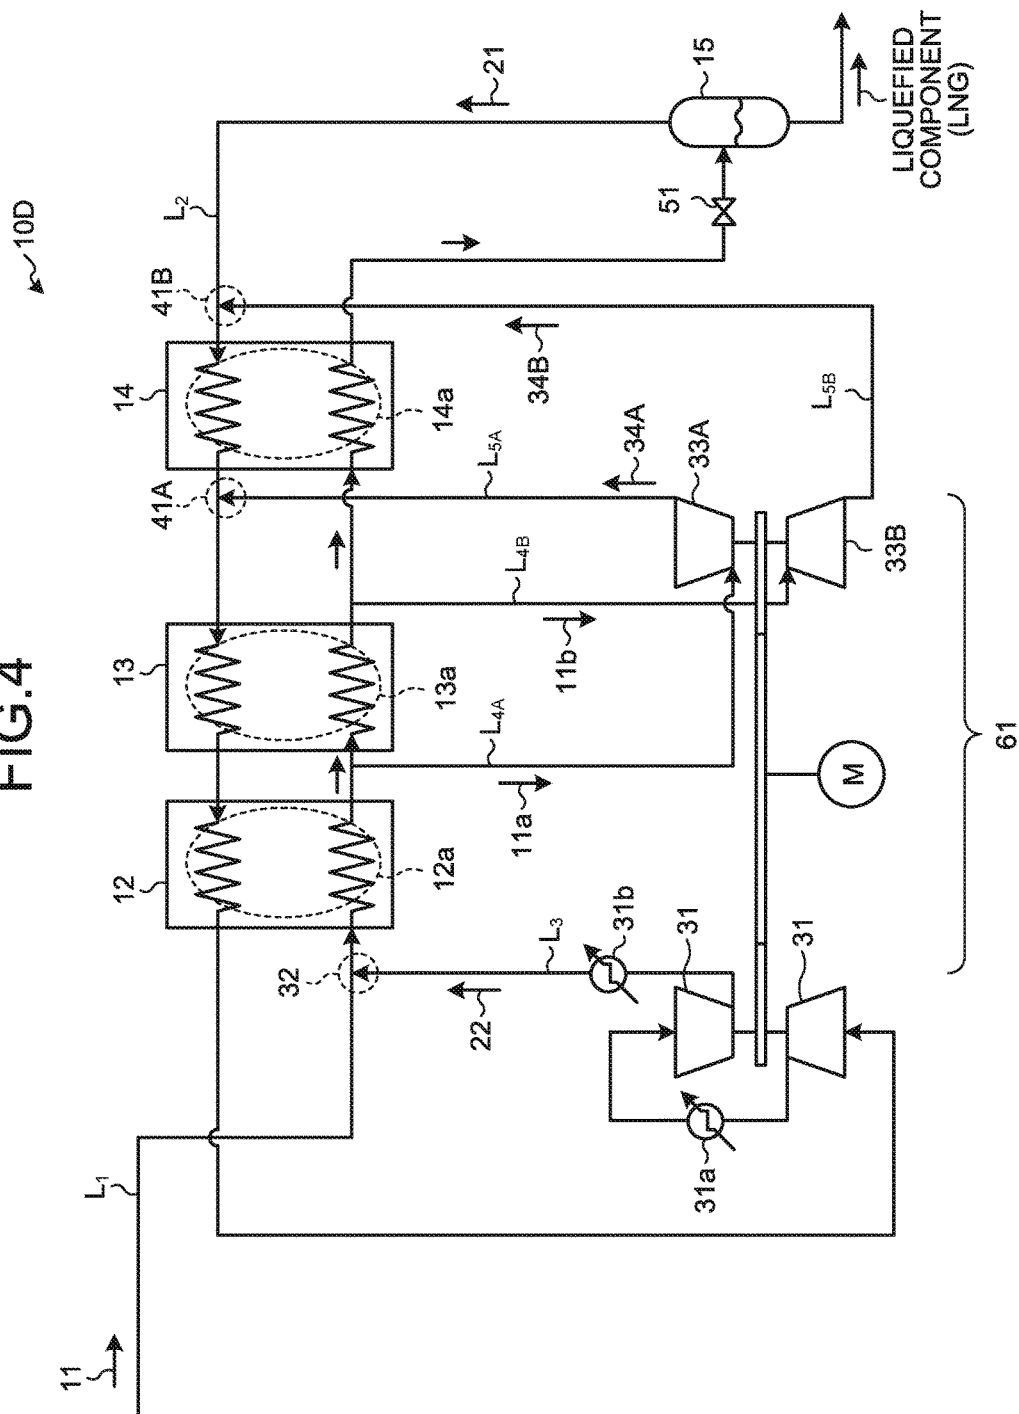 FIG.4
10D
11
L1
12
12a
13
13a
14
14a
41A
41B
L2
21
15
51
LIQUEFIED
COMPONENT
(LNG)
32
22
L3
31b
31
31
31a
11a
L4A
11b
L4B
L5A
34A
33A
34B
L5B
33B
M
61